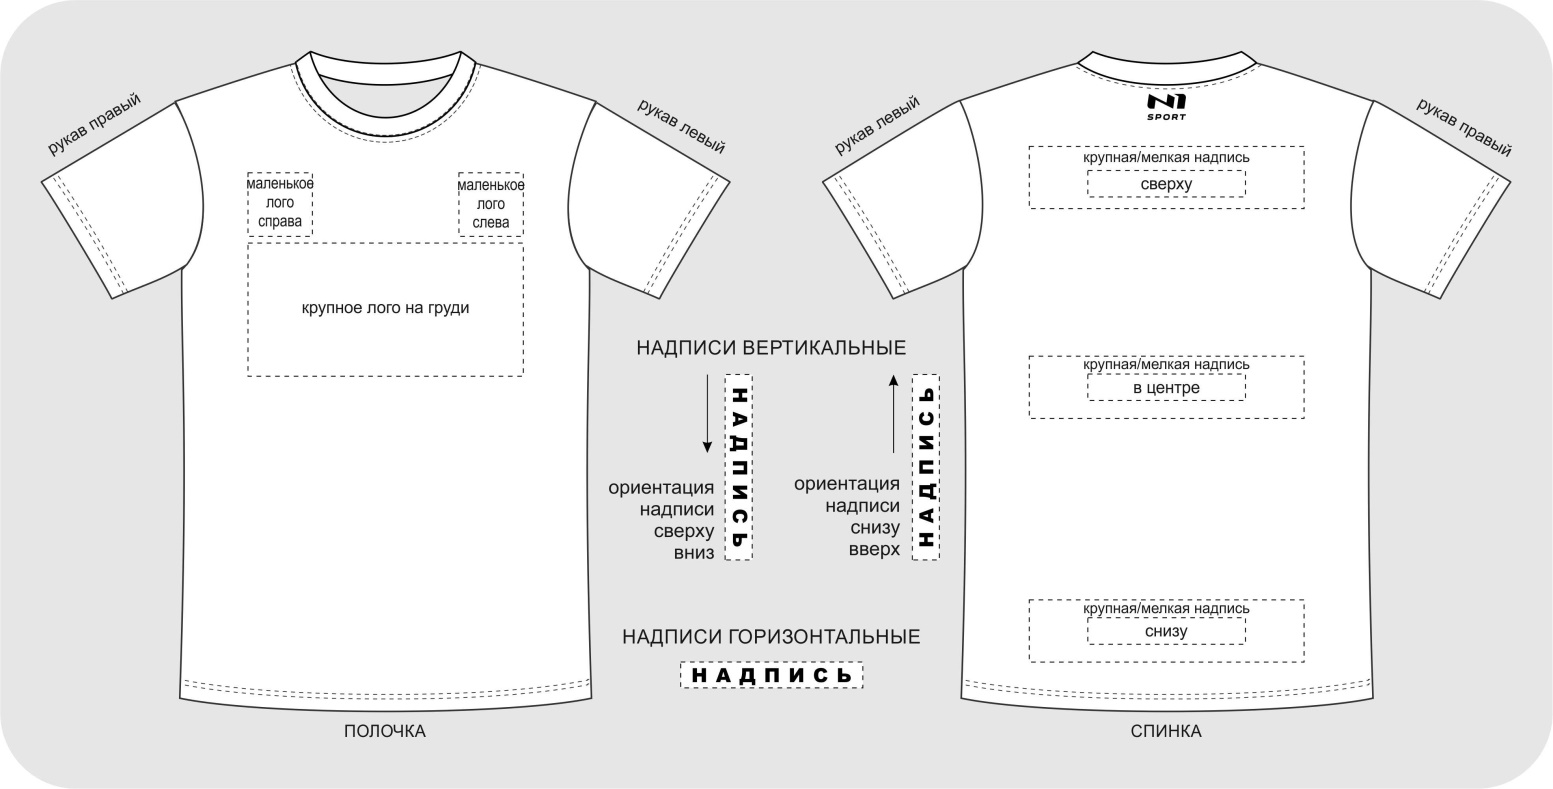 рукав правый
рукав левый
маленькое
лого
справа
маленькое
лого
слева
крупное лого на груди
ПОЛОЧКА
НАДПИСИ ВЕРТИКАЛЬНЫЕ
ориентация
надписи
сверху
вниз
НАДПИСЬ
ориентация
надписи
снизу
вверх
НАДПИСЬ
НАДПИСИ ГОРИЗОНТАЛЬНЫЕ
НАДПИСЬ
рукав левый
рукав правый
N1
SPORT
крупная/мелкая надпись
сверху
крупная/мелкая надпись
в центре
крупная/мелкая надпись
снизу
СПИНКА